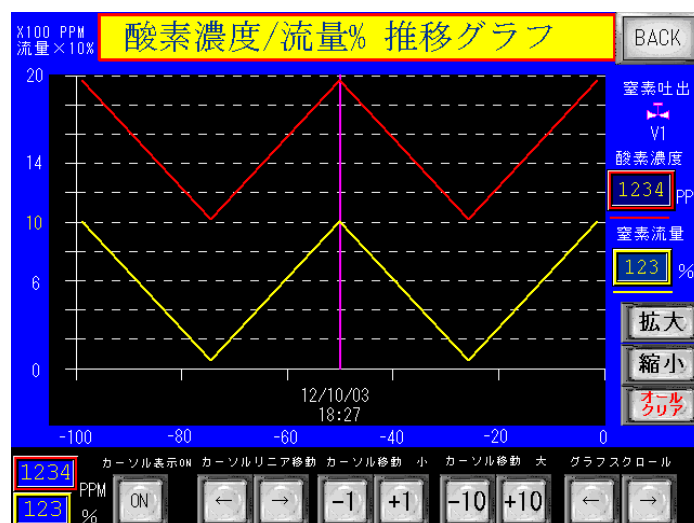 X100 PPM
流量×10%
酸素濃度/流量% 推移グラフ
BACK
20
14
10
6
0
窒素吐出
V1
酸素濃度
1234 PP
窒素流量
123 %
拡大
縮小
オール
クリア
12/10/03
18:27
-100 -80 -60 -40 -20 0
カーソル表示ON カーソルリニア移動 カーソル移動 小 カーソル移動 大 グラフスクロール
1234 PPM
123 %
ON ← → -1 +1 -10 +10 ← →